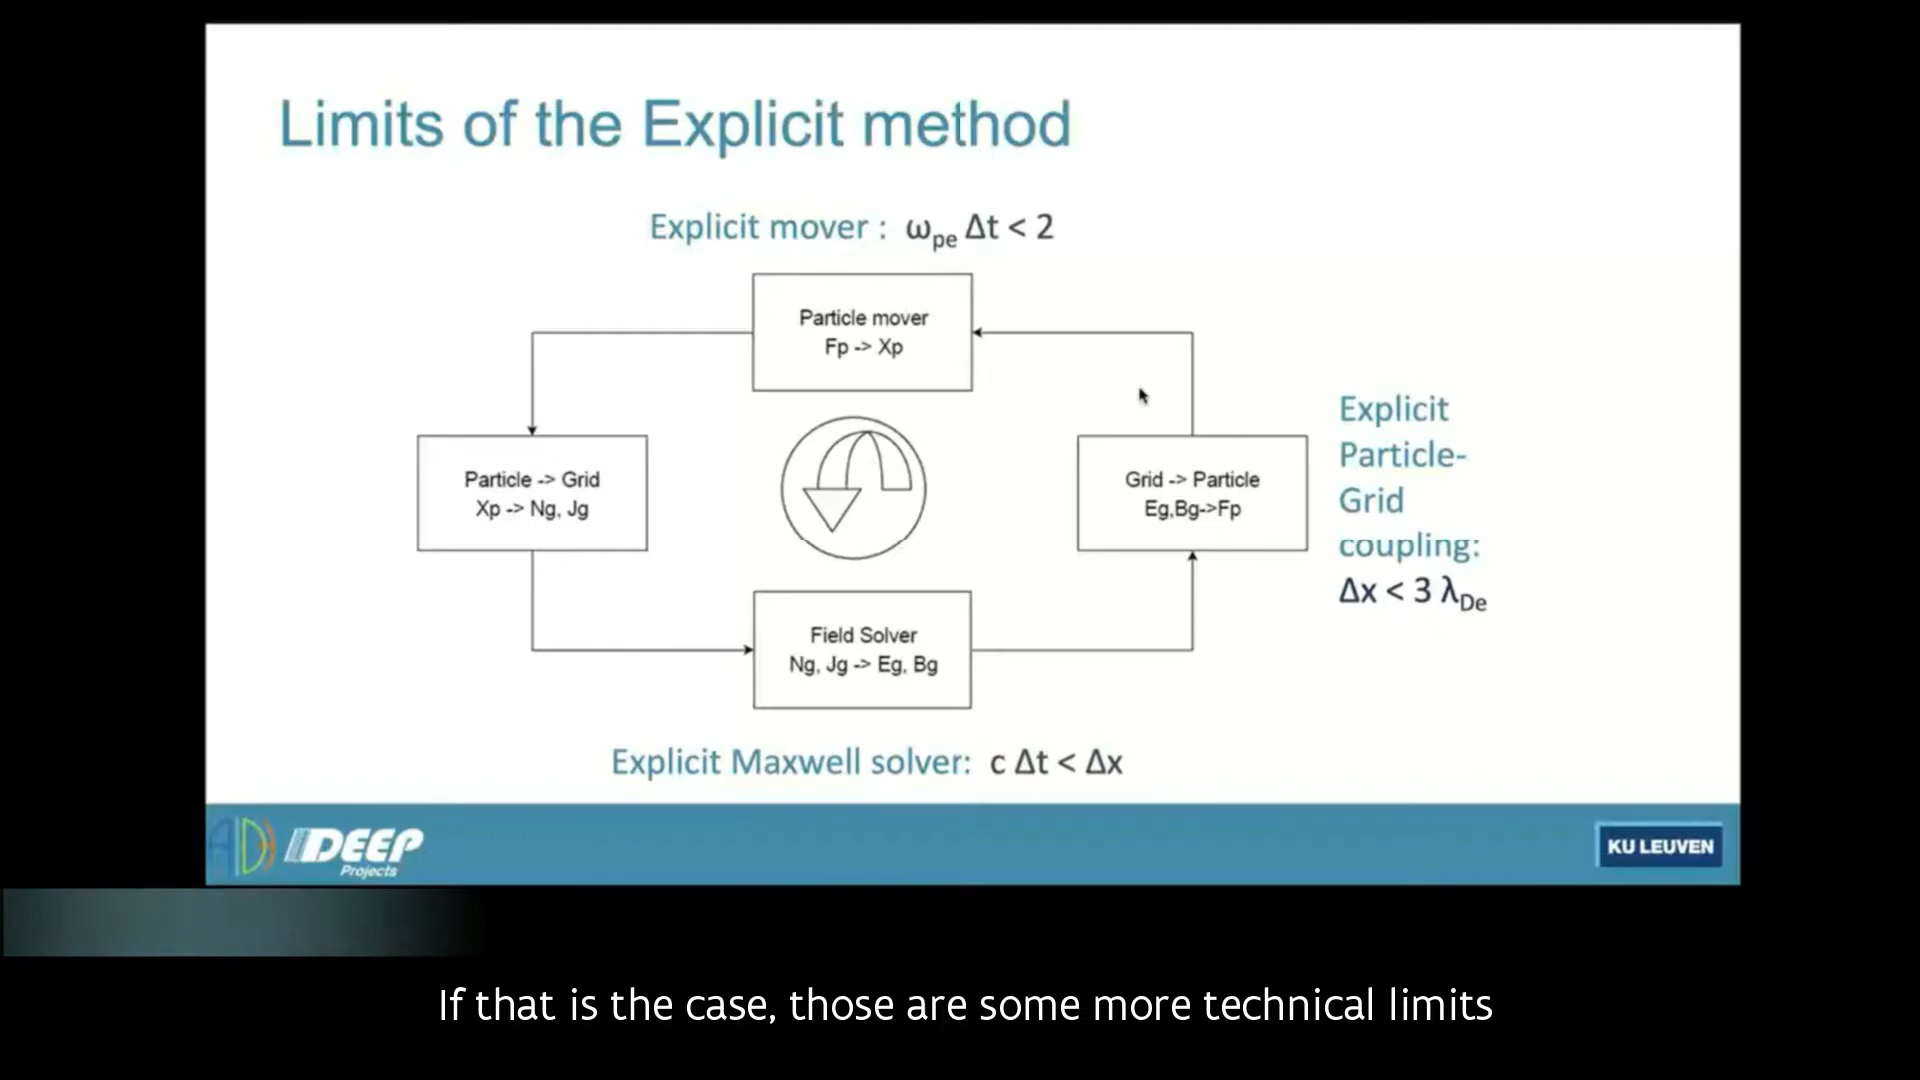 Limits of the Explicit method
Explicit mover : ωpe Δt < 2
Particle mover
Fp -> Xp
Particle -> Grid
Xp -> Ng, Jg
Grid -> Particle
Eg,Bg->Fp
Explicit
Particle-
Grid
coupling:
Δx < 3 λDe
Field Solver
Ng, Jg -> Eg, Bg
Explicit Maxwell solver: c Δt < Δx
DEEP
Projects
KU LEUVEN
If that is the case, those are some more technical limits